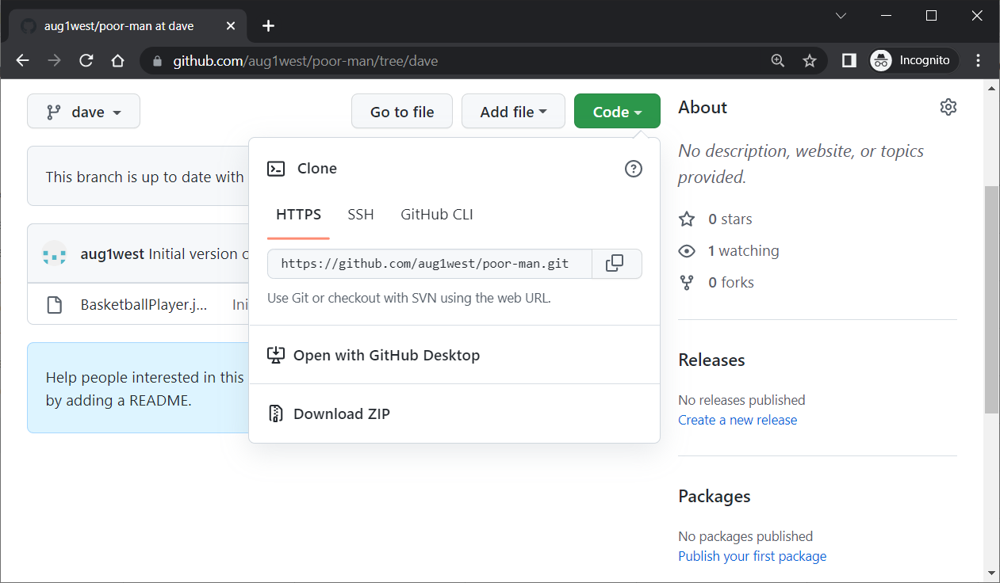 aug1west/poor-man at dave
github.com/aug1west/poor-man/tree/dave
Incognito
dave
Go to file
Add file
Code
This branch is up to date with
aug1west Initial version o
BasketballPlayer.j... Ini
Help people interested in this
by adding a README.
Clone
HTTPS SSH GitHub CLI
https://github.com/aug1west/poor-man.git
Use Git or checkout with SVN using the web URL.
Open with GitHub Desktop
Download ZIP
About
No description, website, or topics
provided.
0 stars
1 watching
0 forks
Releases
No releases published
Create a new release
Packages
No packages published
Publish your first package